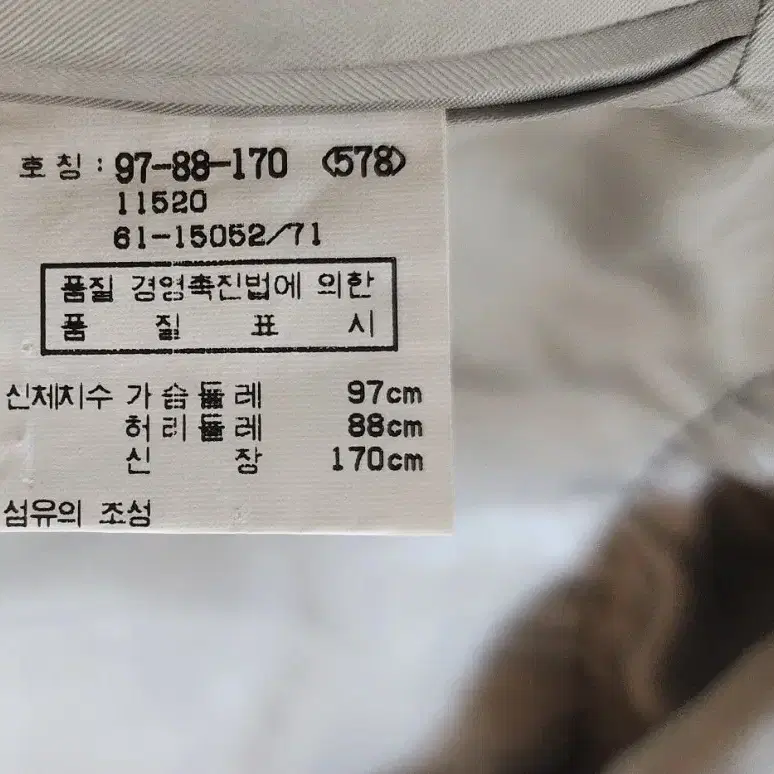 호칭: 97-88-170 <578>
11520
61-15052/71
품질 경영촉진법에 의한
품 질 표 시
신체치수 가슴둘레 97cm
허리둘레 88cm
신 장 170cm
섬유의 조성